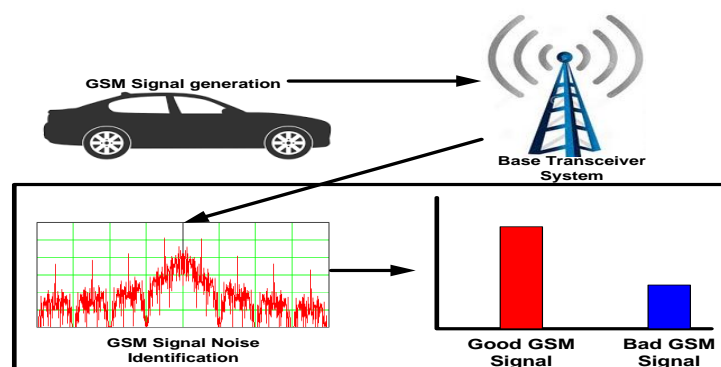 GSM Signal generation
Base Transceiver
System
GSM Signal Noise
Identification
Good GSM
Signal
Bad GSM
Signal